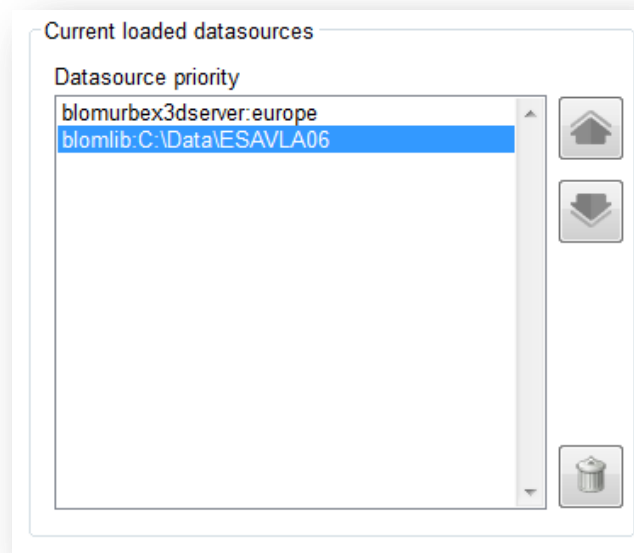 Current loaded datasources
Datasource priority
blomurbex3dserver:europe
blomlib:C:\Data\ESAVLA06